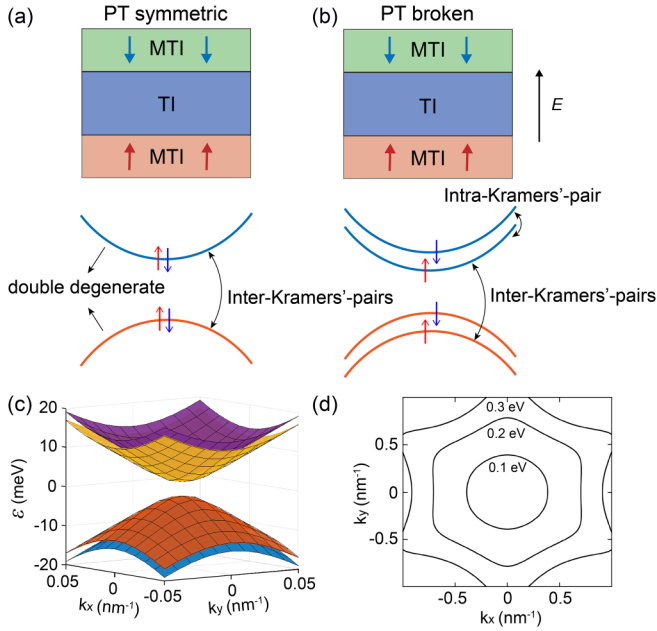 (a) PT symmetric
MTI
TI
MTI
double degenerate
Inter-Kramers'-pairs
(b) PT broken
MTI
TI
MTI
E
Intra-Kramers'-pair
Inter-Kramers'-pairs
(c)
20
10
0
-10
-20
ε (meV)
0.05
0
-0.05
kx (nm⁻¹)
0
0.05
ky (nm⁻¹)
(d)
0.3 eV
0.2 eV
0.1 eV
0.5
0
-0.5
ky (nm⁻¹)
-0.5
0
0.5
kx (nm⁻¹)